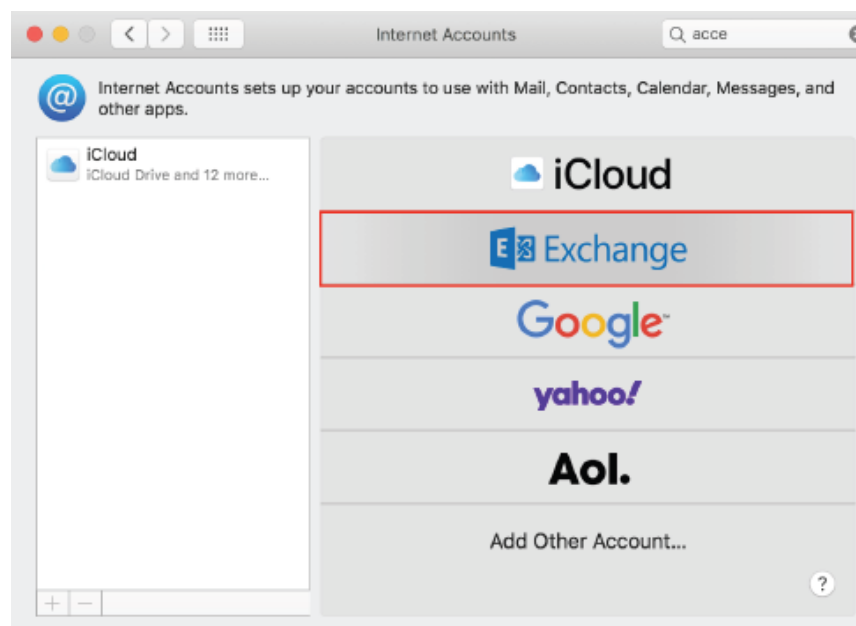 Internet Accounts
acce
Internet Accounts sets up your accounts to use with Mail, Contacts, Calendar, Messages, and
other apps.
iCloud
iCloud Drive and 12 more...
iCloud
E Exchange
Google™
yahoo!
Aol.
Add Other Account...
?
+ −